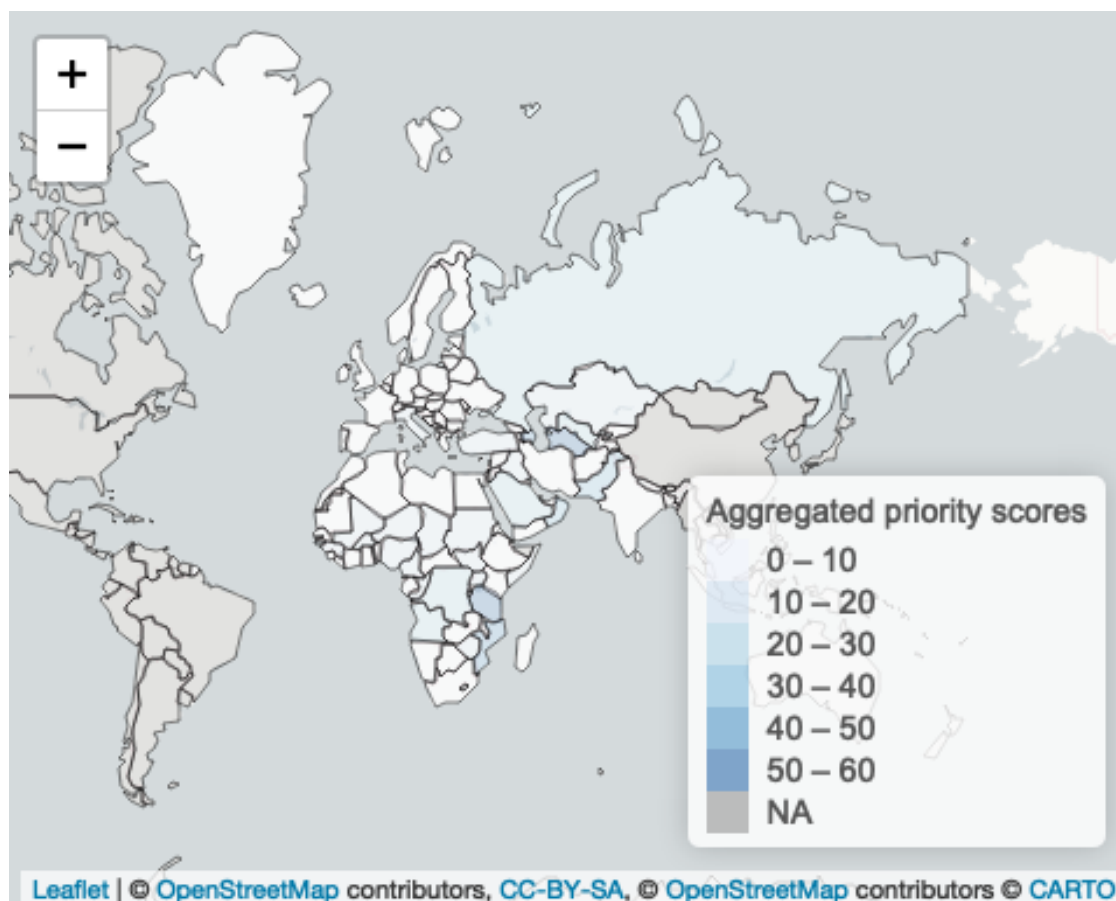 +
−
Aggregated priority scores
0 – 10
10 – 20
20 – 30
30 – 40
40 – 50
50 – 60
NA
Leaflet | © OpenStreetMap contributors, CC-BY-SA, © OpenStreetMap contributors © CARTO